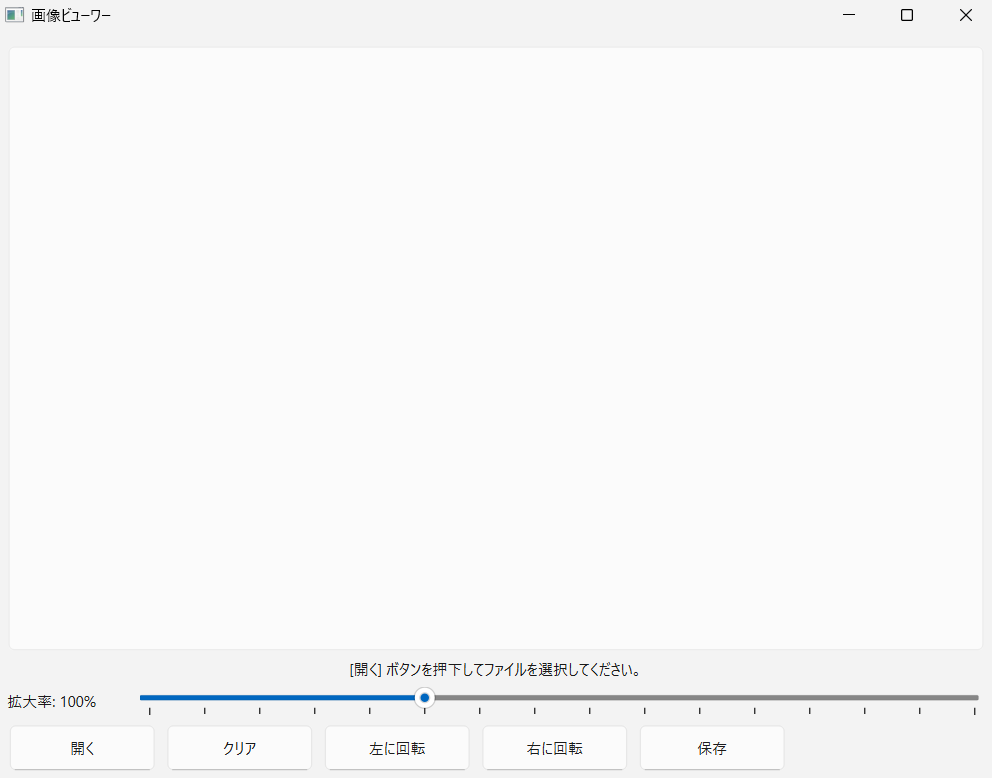 画像ビューワー
[開く] ボタンを押下してファイルを選択してください。
拡大率: 100%
開く
クリア
左に回転
右に回転
保存